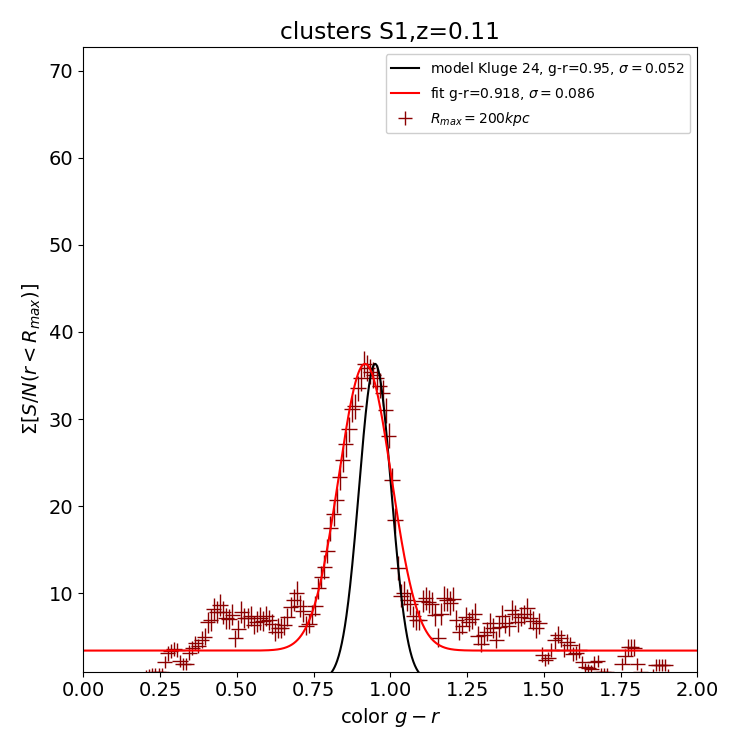 clusters S1,z=0.11
model Kluge 24, g-r=0.95, σ = 0.052
fit g-r=0.918, σ = 0.086
R_max = 200kpc
70
60
50
40
30
20
10
Σ[S/N(r < R_max)]
0.00 0.25 0.50 0.75 1.00 1.25 1.50 1.75 2.00
color g − r